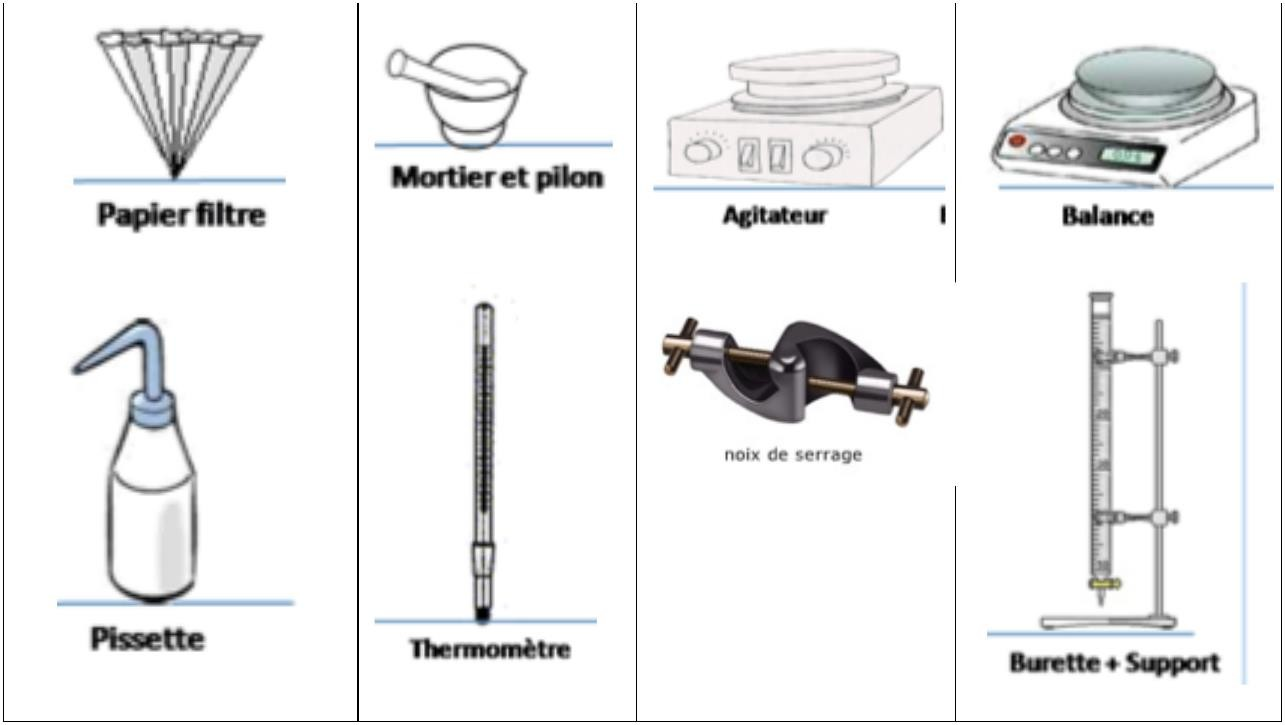 Papier filtre
Mortier et pilon
Agitateur
Balance
Pissette
Thermomètre
noix de serrage
Burette + Support